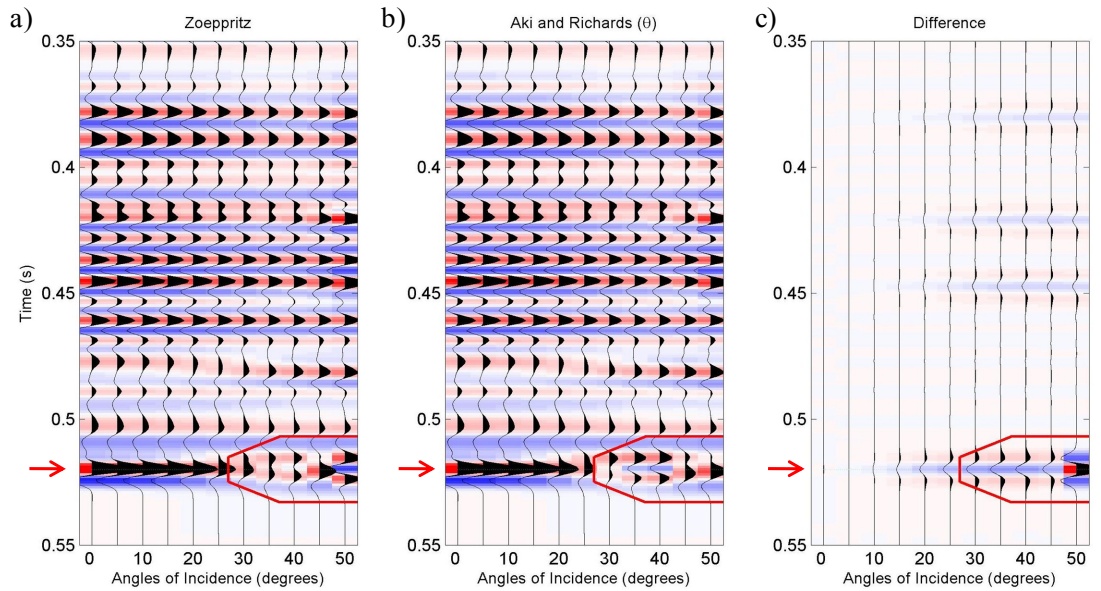 a)
Zoeppritz
0.35
0.4
0.45
0.5
0.55
Time (s)
0 10 20 30 40 50
Angles of Incidence (degrees)
b)
Aki and Richards (θ)
0.35
0.4
0.45
0.5
0.55
0 10 20 30 40 50
Angles of Incidence (degrees)
c)
Difference
0.35
0.4
0.45
0.5
0.55
0 10 20 30 40 50
Angles of Incidence (degrees)